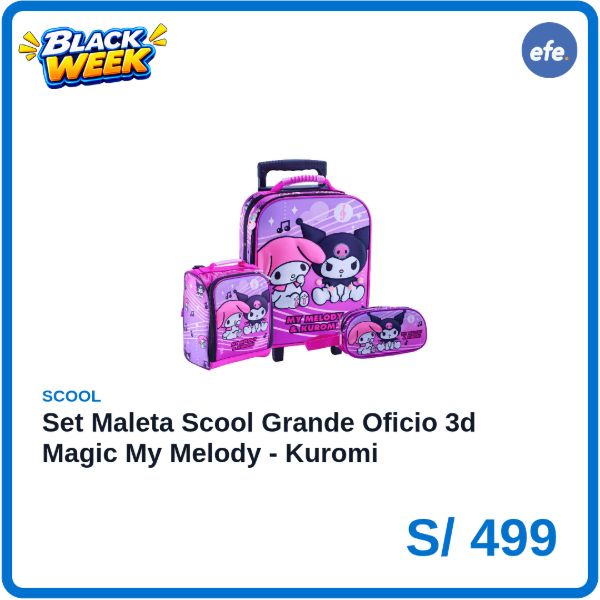 BLACK
WEEK
efe.
MY MELODY
& KUROMI
SCOOL
Set Maleta Scool Grande Oficio 3d
Magic My Melody - Kuromi
S/ 499